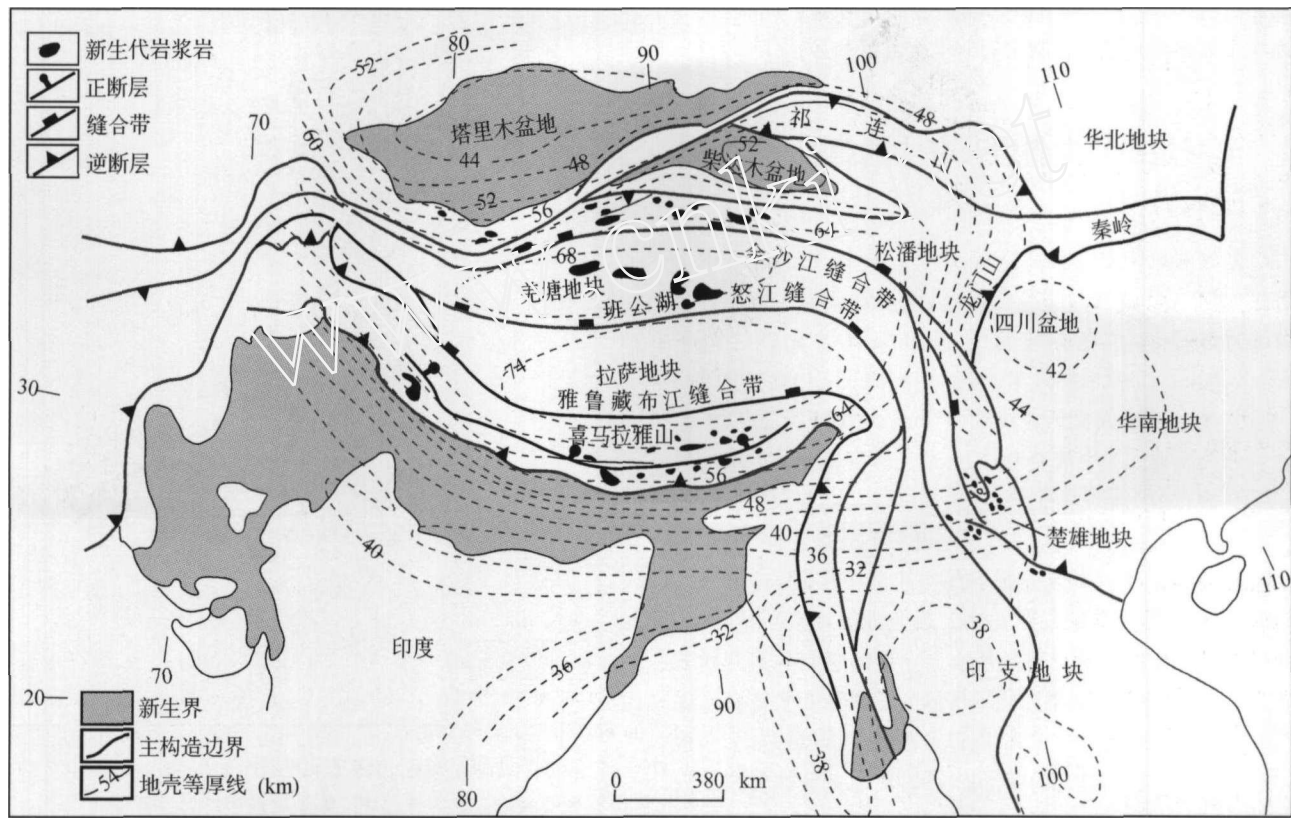 新生代岩浆岩
正断层
缝合带
逆断层
80
90
100
110
70
52
60
塔里木盆地
44
48
52
56
祁 连
48
52
柴达木盆地
64
华北地块
秦岭
68
羌塘地块
金沙江缝合带
松潘地块
龙门山
班公湖 怒江缝合带
四川盆地
42
30
74
拉萨地块
雅鲁藏布江缝合带
喜马拉雅山
64
44
华南地块
56
48
40
40
36
32
楚雄地块
110
印度
32
36
38
印支地块
70
20
90
38
100
新生界
主构造边界
54
地壳等厚线 (km)
80
0 380 km